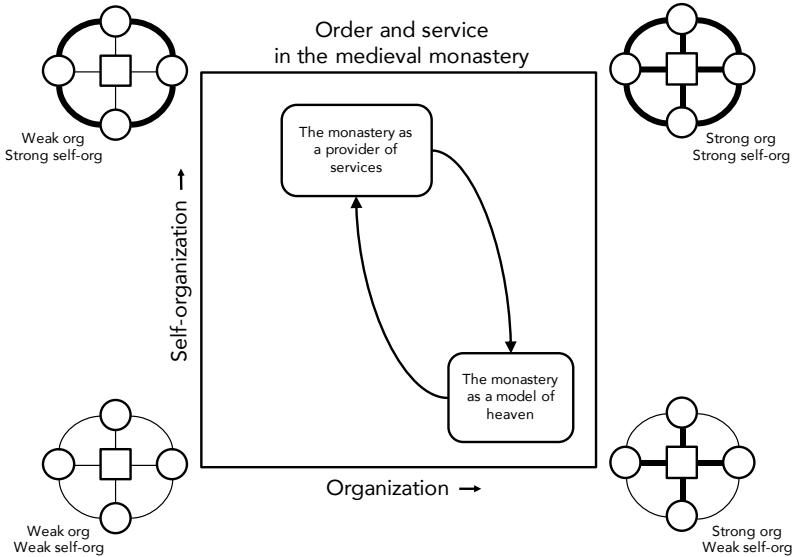 Order and service
in the medieval monastery
Weak org
Strong self-org
Strong org
Strong self-org
The monastery as
a provider of
services
Self-organization →
The monastery
as a model of
heaven
Organization →
Weak org
Weak self-org
Strong org
Weak self-org